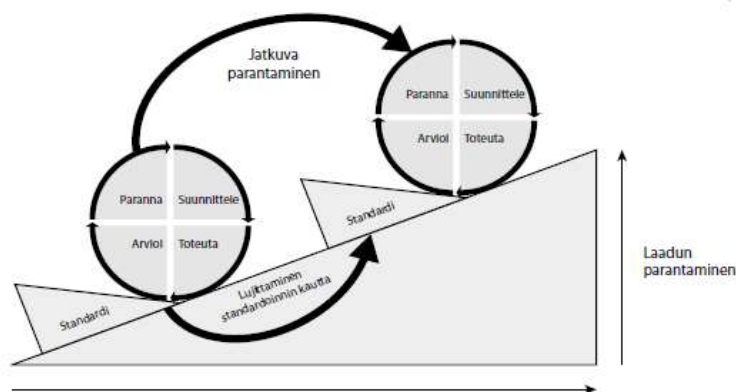 Jatkuva
parantaminen
Paranna
Suunnittele
Arvioi
Toteuta
Paranna
Suunnittele
Arvioi
Toteuta
Standardi
Laadun
parantaminen
Lujittaminen
standardoinnin kautta
Standardi